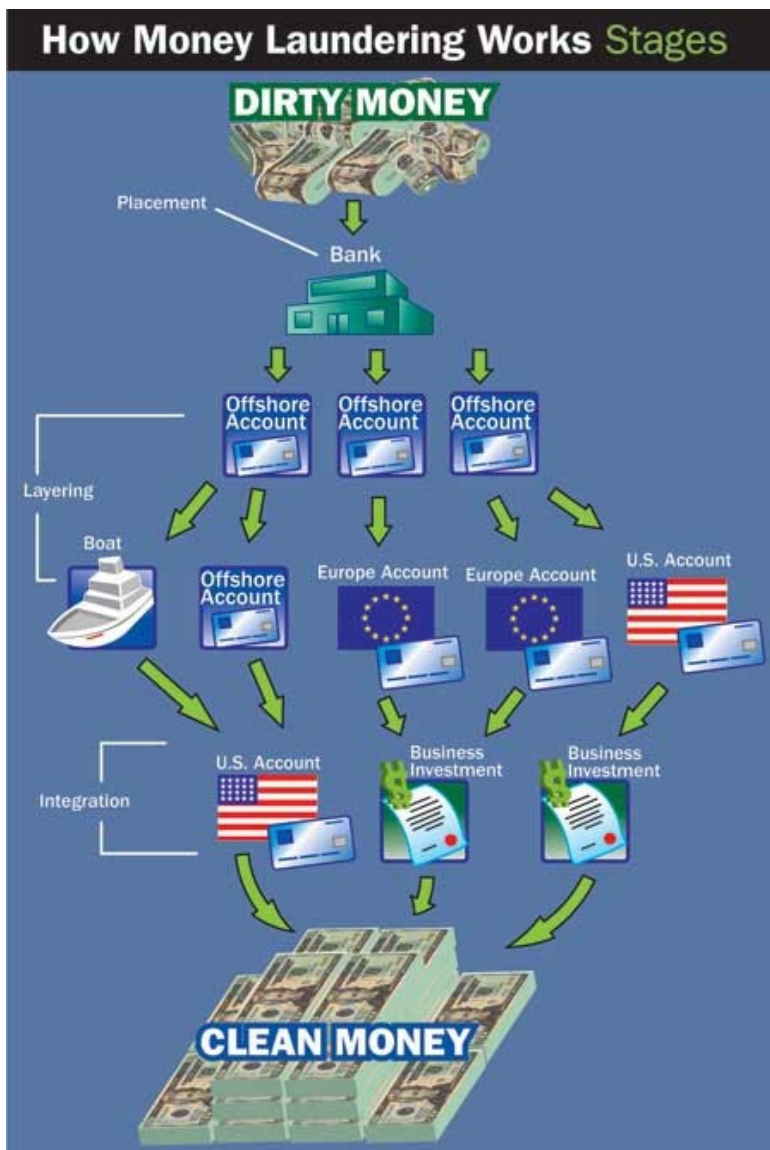 How Money Laundering Works Stages
DIRTY MONEY
Placement
Bank
Offshore
Account
Offshore
Account
Offshore
Account
Layering
Boat
Offshore
Account
Europe Account
Europe Account
U.S. Account
Integration
U.S. Account
Business
Investment
Business
Investment
CLEAN MONEY